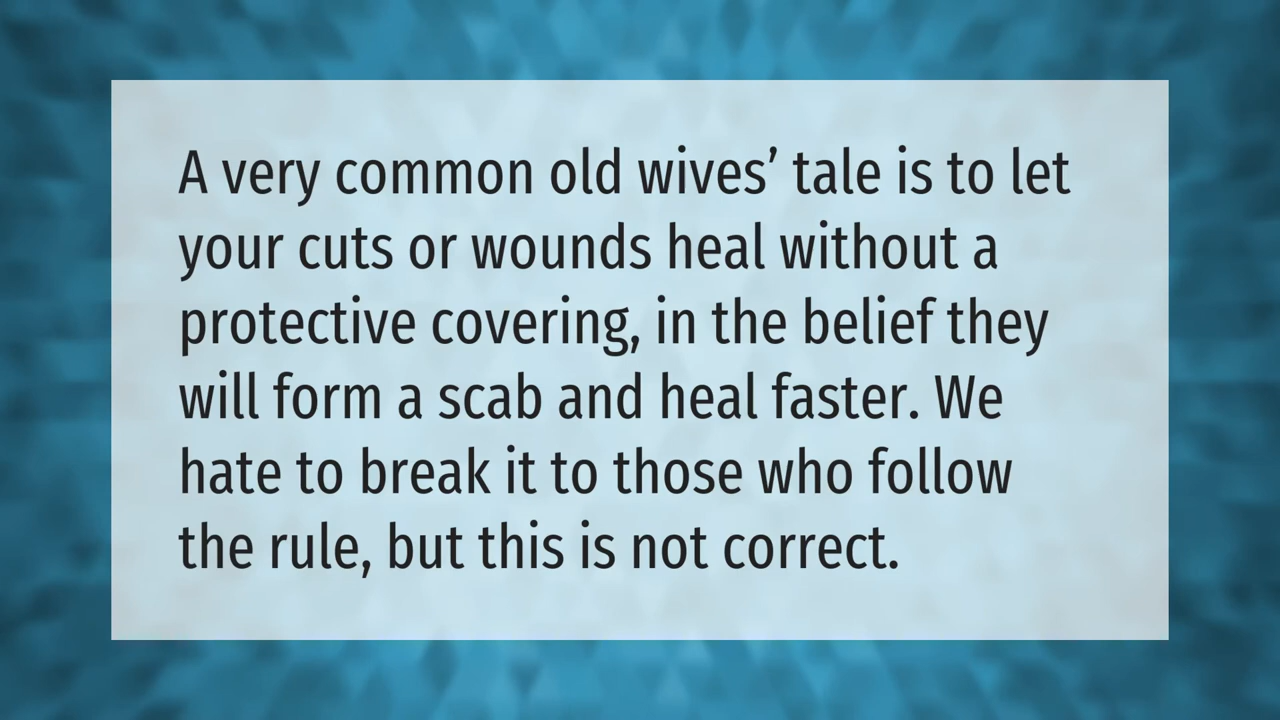 A very common old wives’ tale is to let
your cuts or wounds heal without a
protective covering, in the belief they
will form a scab and heal faster. We
hate to break it to those who follow
the rule, but this is not correct.